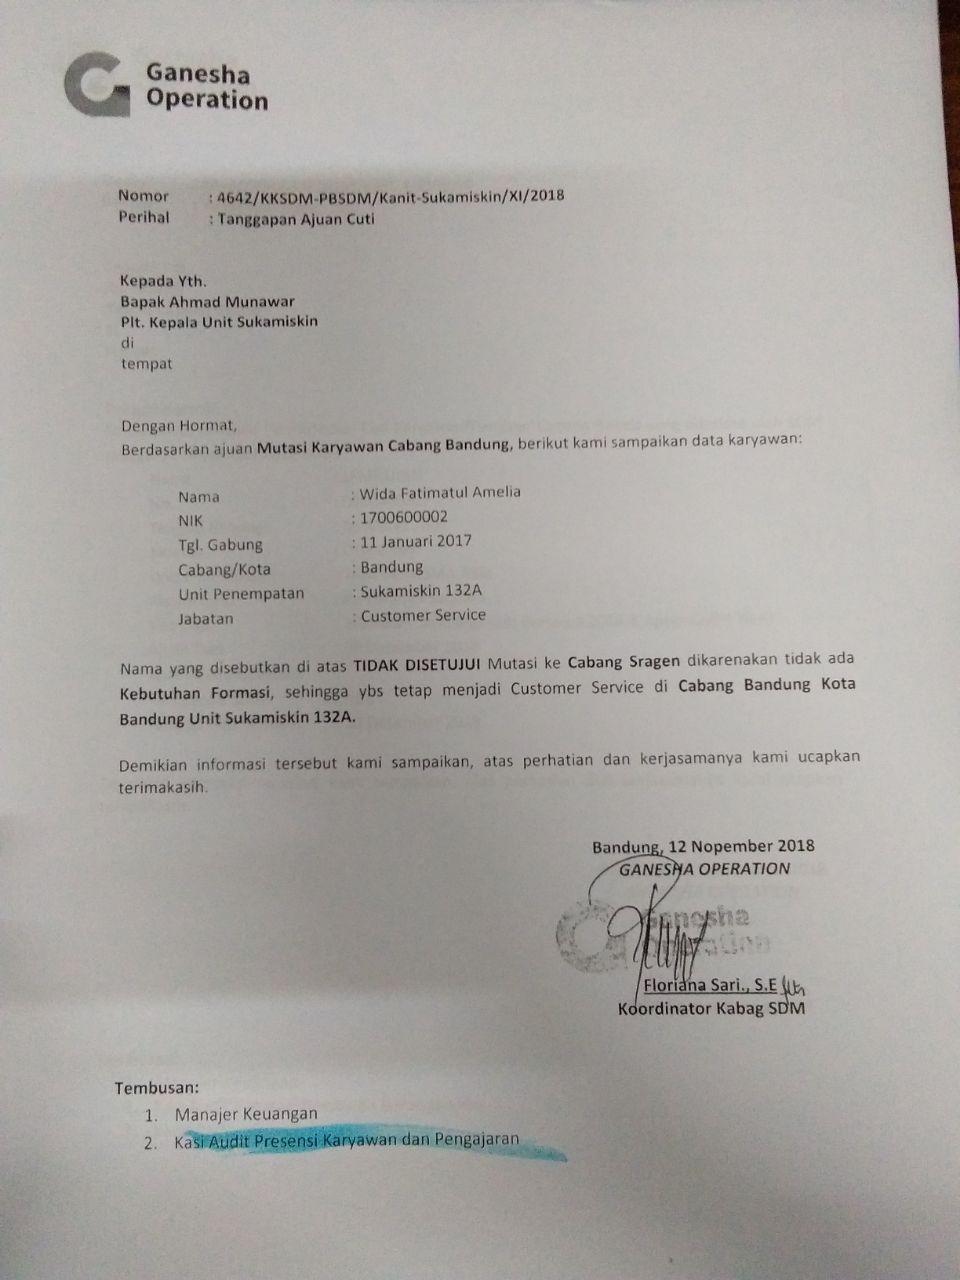 Ganesha
Operation
Nomor : 4642/KKSDM-PBSDM/Kanit-Sukamiskin/XI/2018
Perihal : Tanggapan Ajuan Cuti
Kepada Yth.
Bapak Ahmad Munawar
Plt. Kepala Unit Sukamiskin
di
tempat
Dengan Hormat,
Berdasarkan ajuan Mutasi Karyawan Cabang Bandung, berikut kami sampaikan data karyawan:
Nama : Wida Fatimatul Amelia
NIK : 1700600002
Tgl. Gabung : 11 Januari 2017
Cabang/Kota : Bandung
Unit Penempatan : Sukamiskin 132A
Jabatan : Customer Service
Nama yang disebutkan di atas TIDAK DISETUJUI Mutasi ke Cabang Sragen dikarenakan tidak ada
Kebutuhan Formasi, sehingga ybs tetap menjadi Customer Service di Cabang Bandung Kota
Bandung Unit Sukamiskin 132A.
Demikian informasi tersebut kami sampaikan, atas perhatian dan kerjasamanya kami ucapkan
terimakasih.
Bandung, 12 Nopember 2018
GANESHA OPERATION
Ganesha
Operation
Floriana Sari., S.E
Koordinator Kabag SDM
Tembusan:
1. Manajer Keuangan
2. Kasi Audit Presensi Karyawan dan Pengajaran